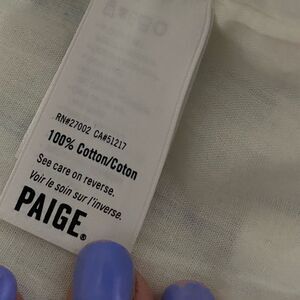 RN#27002 CA#51217
100% Cotton/Coton
See care on reverse.
Voir le soin sur l'inverse.
PAIGE®